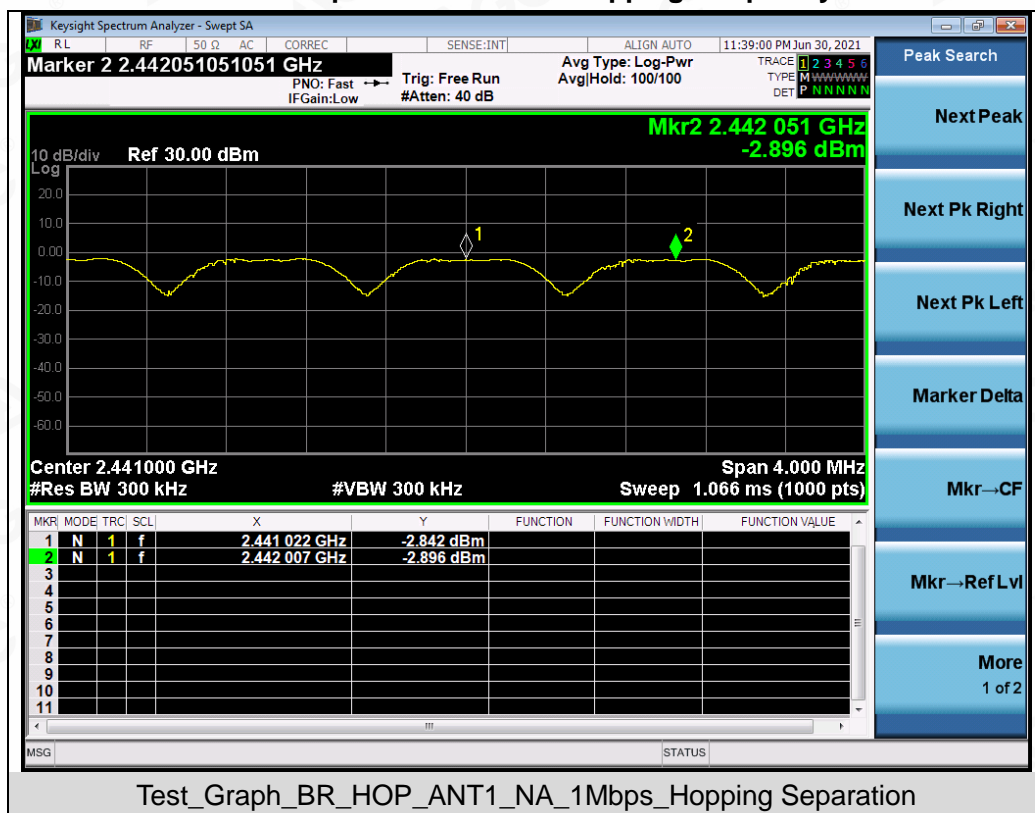 Keysight Spectrum Analyzer - Swept SA
LXI RL RF 50 Ω AC CORREC SENSE:INT ALIGN AUTO 11:39:00 PM Jun 30, 2021
Marker 2 2.442051051051 GHz
PNO: Fast
IFGain:Low
Trig: Free Run
#Atten: 40 dB
Avg Type: Log-Pwr
Avg|Hold: 100/100
TRACE 1 2 3 4 5 6
TYPE M WWWWW
DET P N N N N N
Mkr2 2.442 051 GHz
-2.896 dBm
10 dB/div Ref 30.00 dBm
Log
20.0
10.0
0.00
-10.0
-20.0
-30.0
-40.0
-50.0
-60.0
1
2
Center 2.441000 GHz Span 4.000 MHz
#Res BW 300 kHz #VBW 300 kHz Sweep 1.066 ms (1000 pts)
MKR MODE TRC SCL X Y FUNCTION FUNCTION WIDTH FUNCTION VALUE
1 N 1 f 2.441 022 GHz -2.842 dBm
2 N 1 f 2.442 007 GHz -2.896 dBm
3
4
5
6
7
8
9
10
11
MSG STATUS
Peak Search
Next Peak
Next Pk Right
Next Pk Left
Marker Delta
Mkr→CF
Mkr→Ref Lvl
More
1 of 2
Test_Graph_BR_HOP_ANT1_NA_1Mbps_Hopping Separation